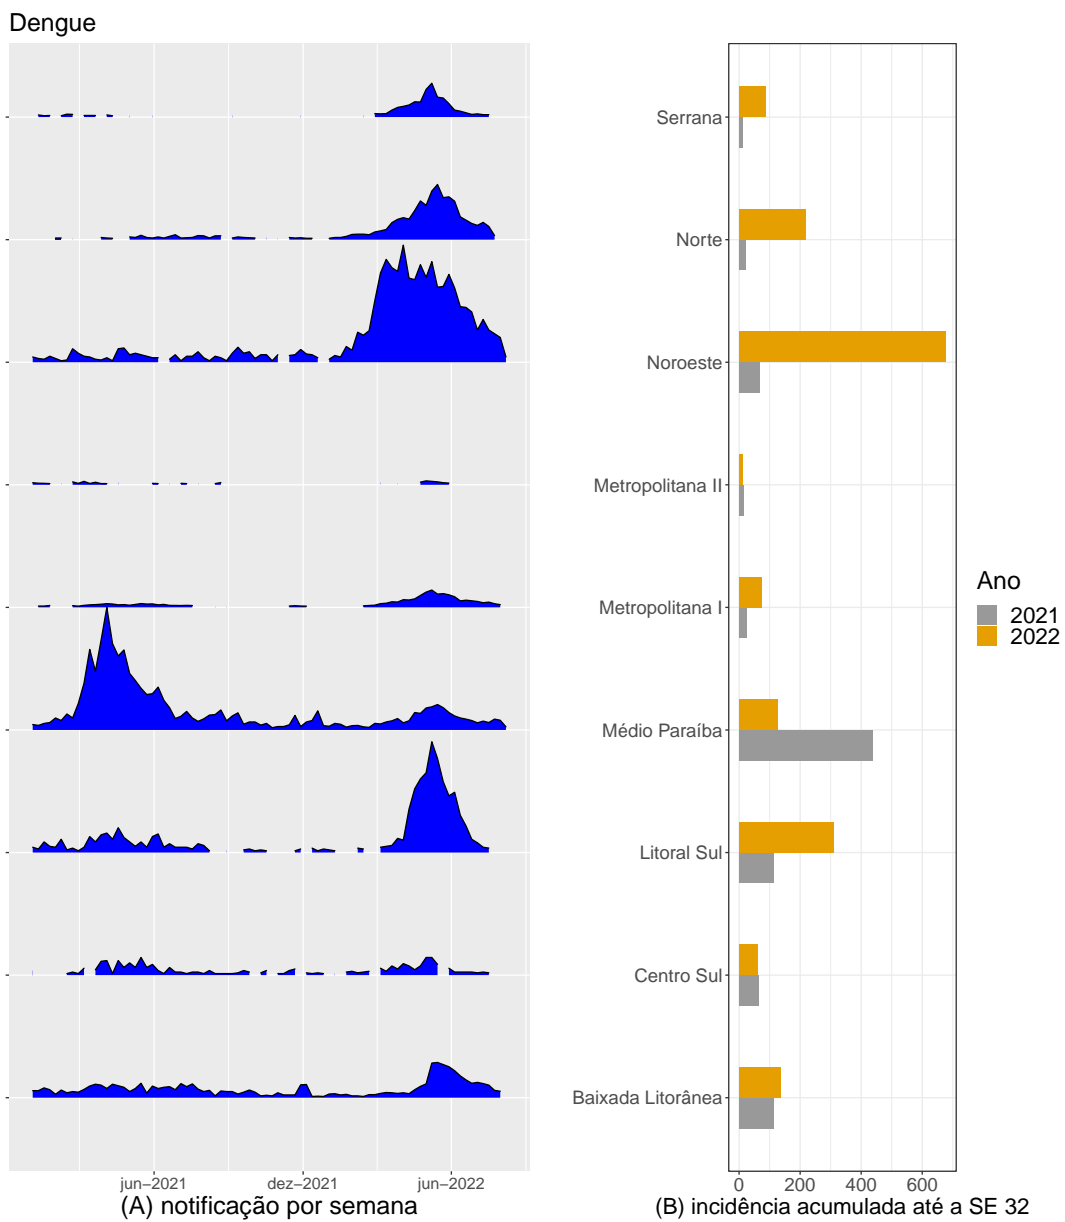 Dengue
Serrana
Norte
Noroeste
Metropolitana II
Metropolitana I
Médio Paraíba
Litoral Sul
Centro Sul
Baixada Litorânea
Ano
2021
2022
jun−2021 dez−2021 jun−2022
0 200 400 600
(A) notificação por semana
(B) incidência acumulada até a SE 32